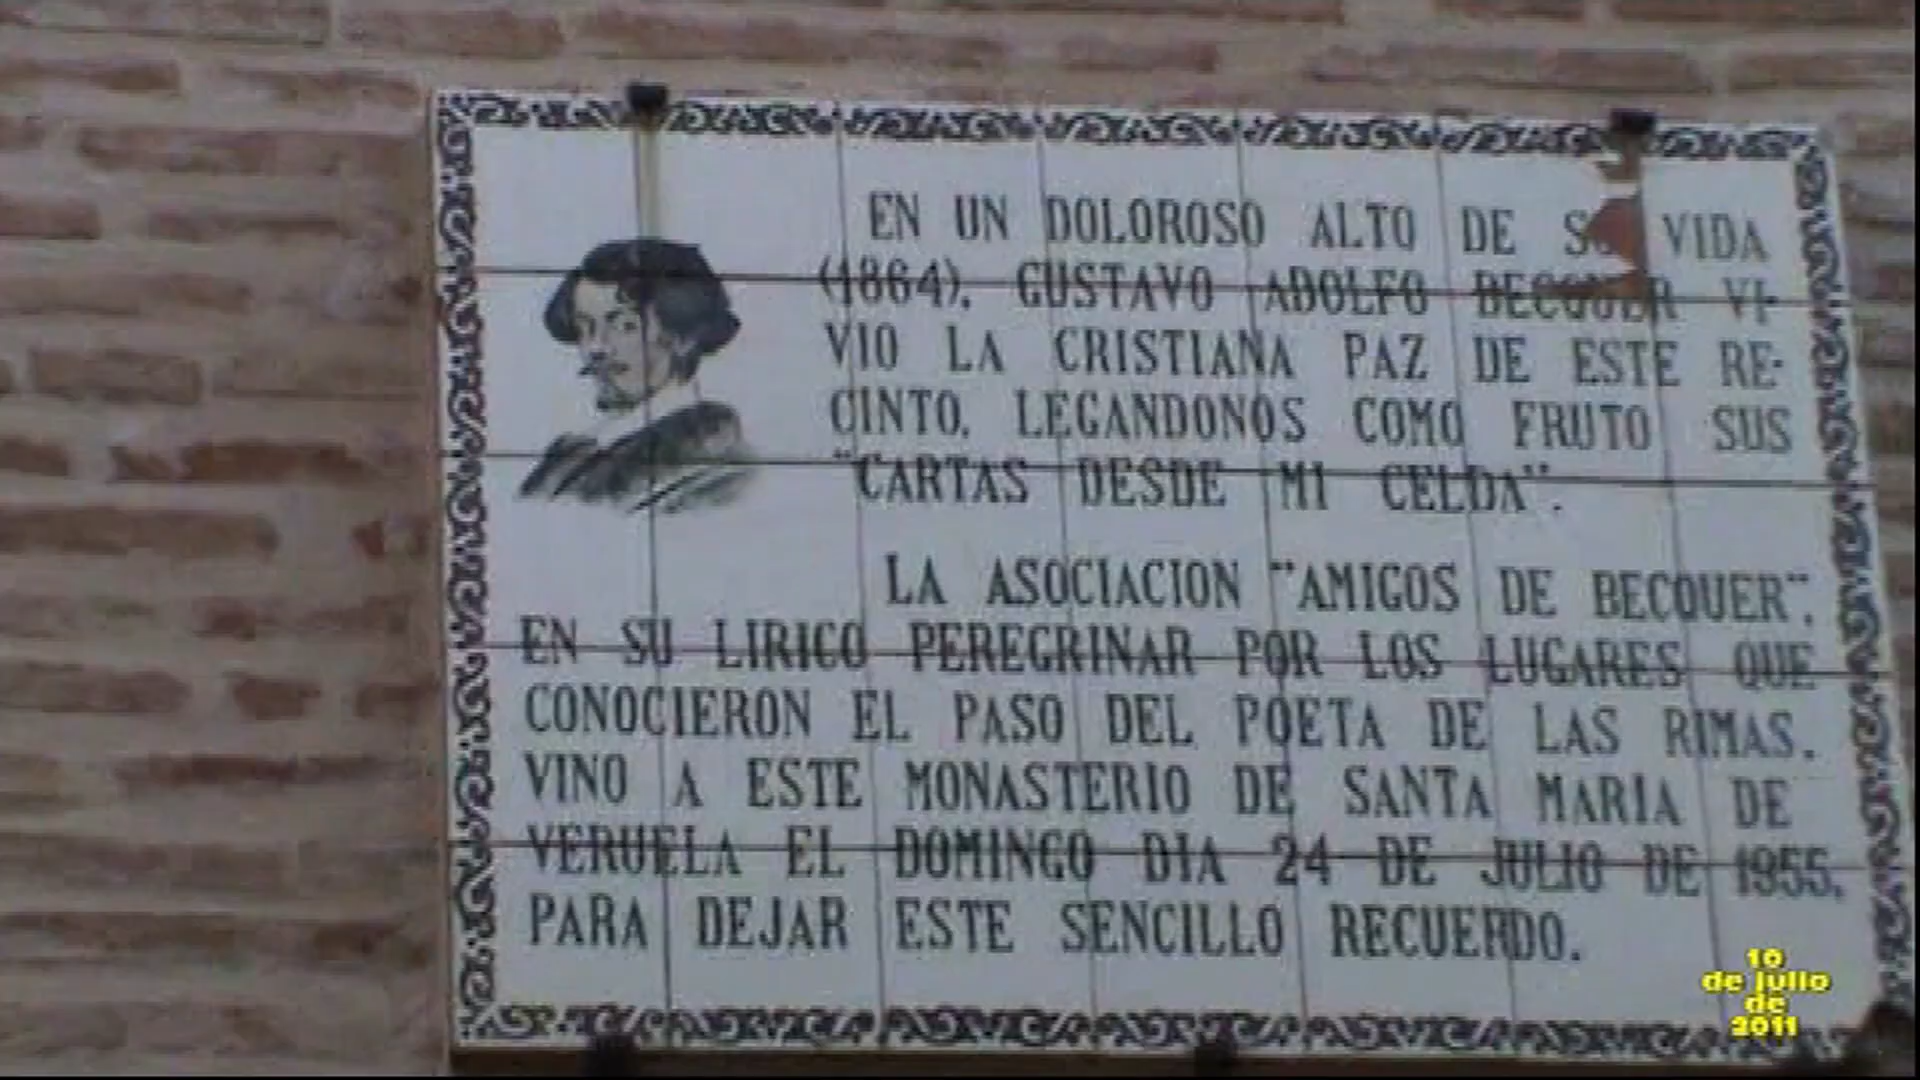 EN UN DOLOROSO ALTO DE SU VIDA
(1864), GUSTAVO ADOLFO BECQUER VI-
VIO LA CRISTIANA PAZ DE ESTE RE-
CINTO, LEGANDONOS COMO FRUTO SUS
"CARTAS DESDE MI CELDA".
LA ASOCIACION "AMIGOS DE BECQUER",
EN SU LIRICO PEREGRINAR POR LOS LUGARES QUE
CONOCIERON EL PASO DEL POETA DE LAS RIMAS,
VINO A ESTE MONASTERIO DE SANTA MARIA DE
VERUELA EL DOMINGO DIA 24 DE JULIO DE 1955,
PARA DEJAR ESTE SENCILLO RECUERDO.
10
de julio
de
2011